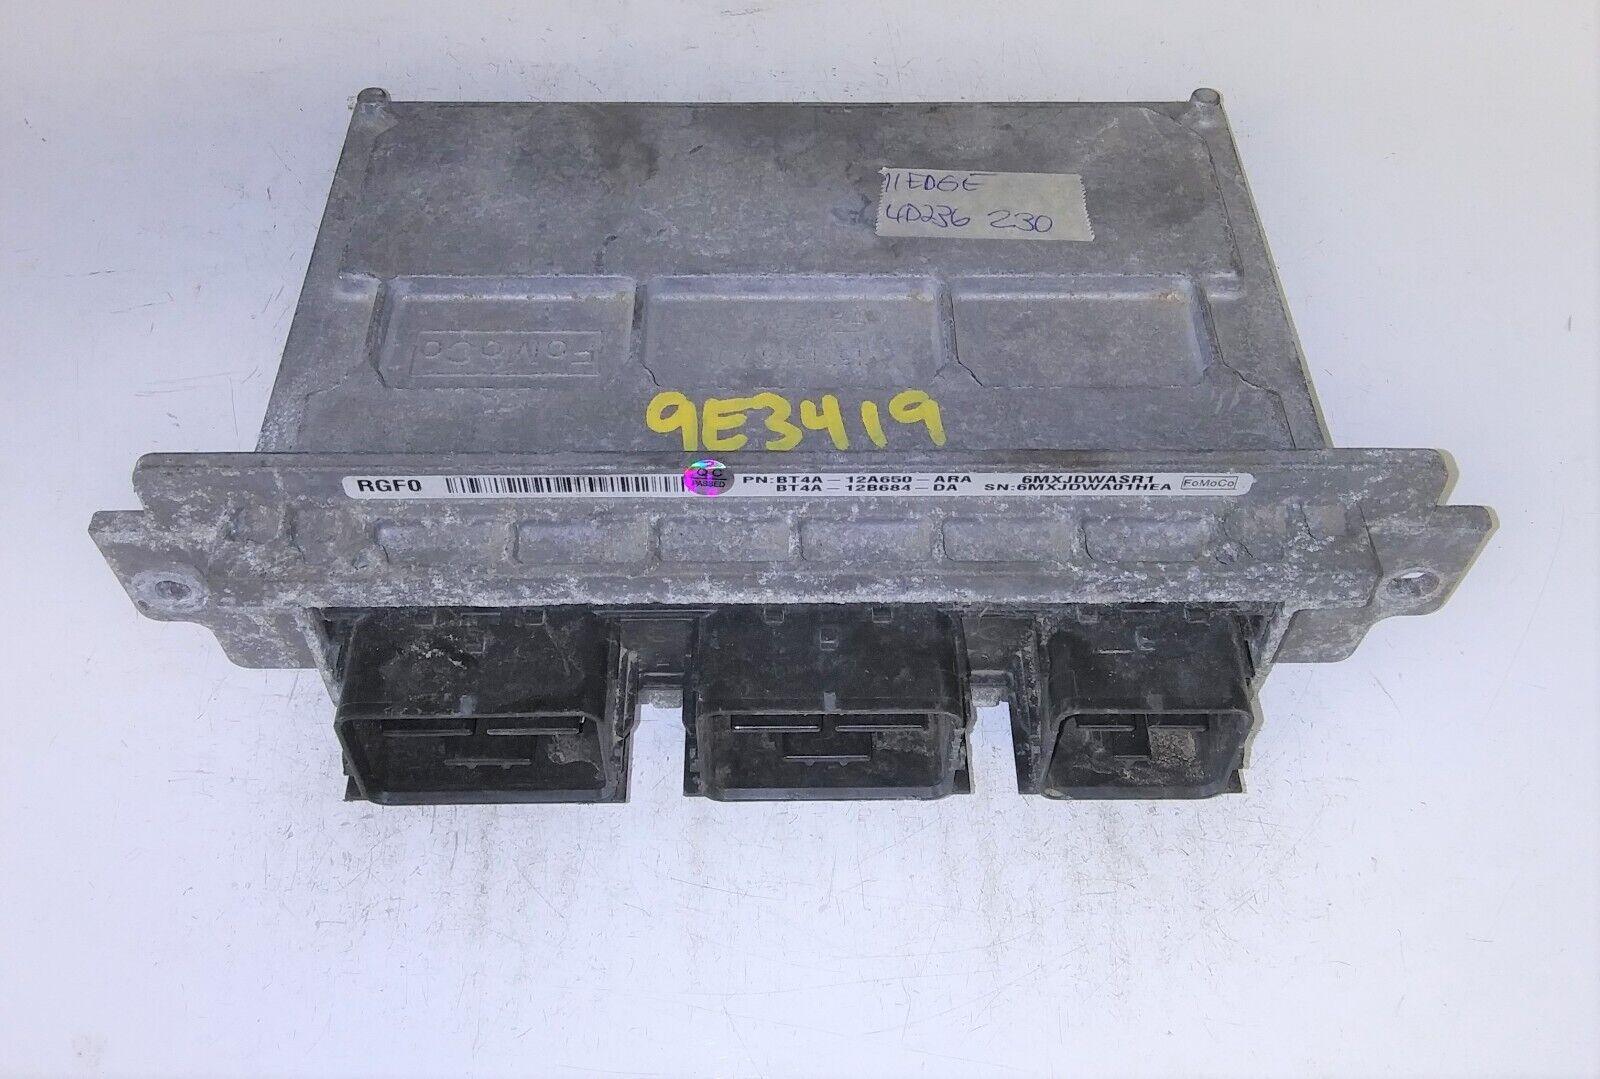 11 EDGE
4D236 230
FoMoCo
9E3419
RGF0
QC
PASSED
PN: BT4A-12A650-ARA 6MXJDWASR1
BT4A-12B684-DA SN:6MXJDWA01HEA
FoMoCo